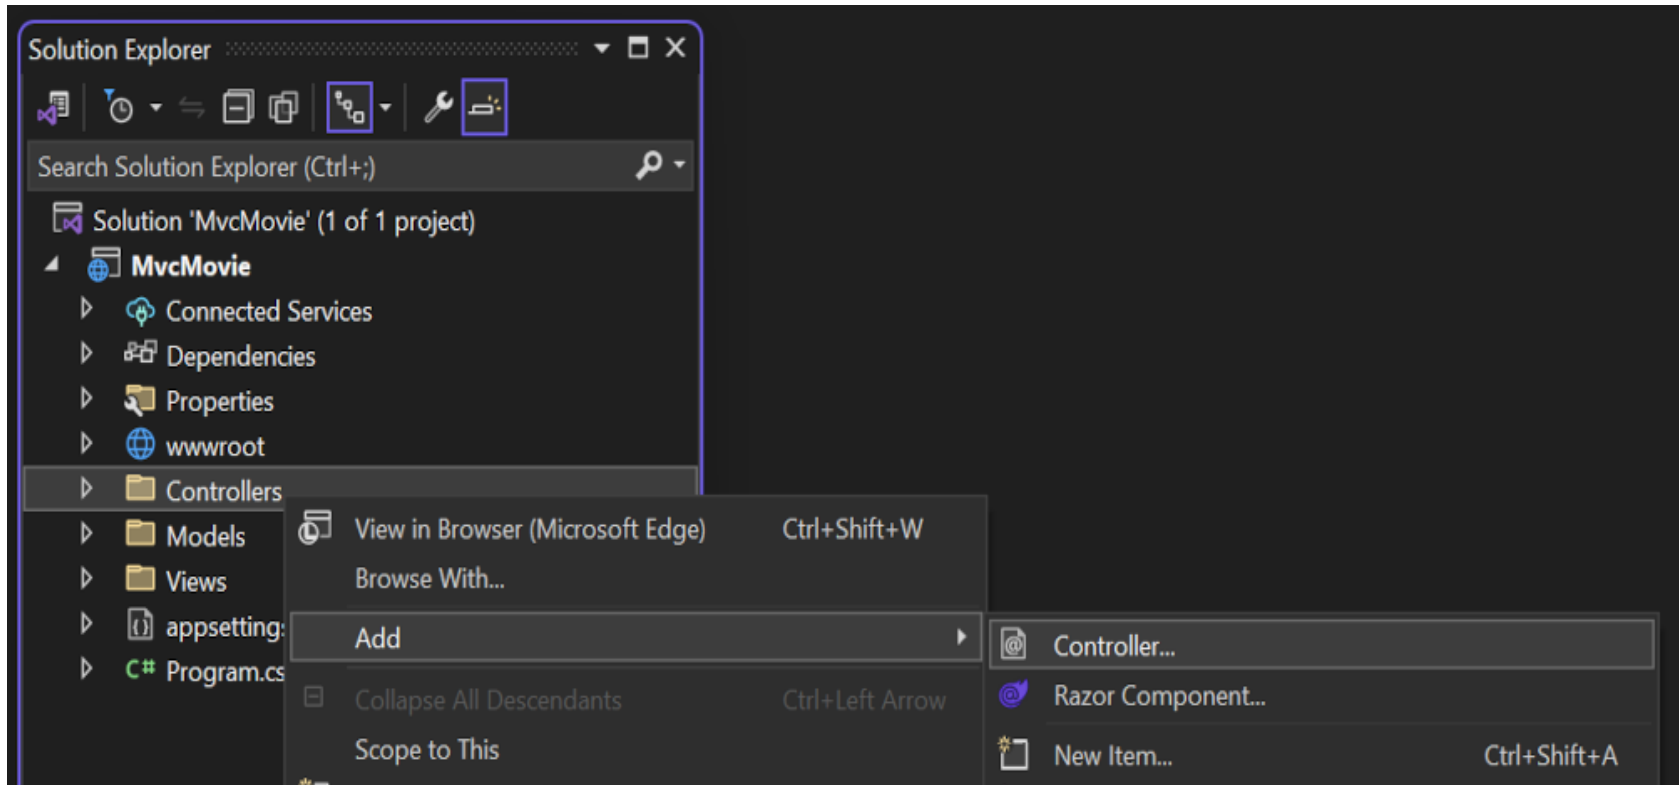 Solution Explorer
Search Solution Explorer (Ctrl+;)
Solution 'MvcMovie' (1 of 1 project)
MvcMovie
Connected Services
Dependencies
Properties
wwwroot
Controllers
Models
Views
appsettings
C# Program.cs
View in Browser (Microsoft Edge) Ctrl+Shift+W
Browse With...
Add
Collapse All Descendants Ctrl+Left Arrow
Scope to This
Controller...
Razor Component...
New Item... Ctrl+Shift+A